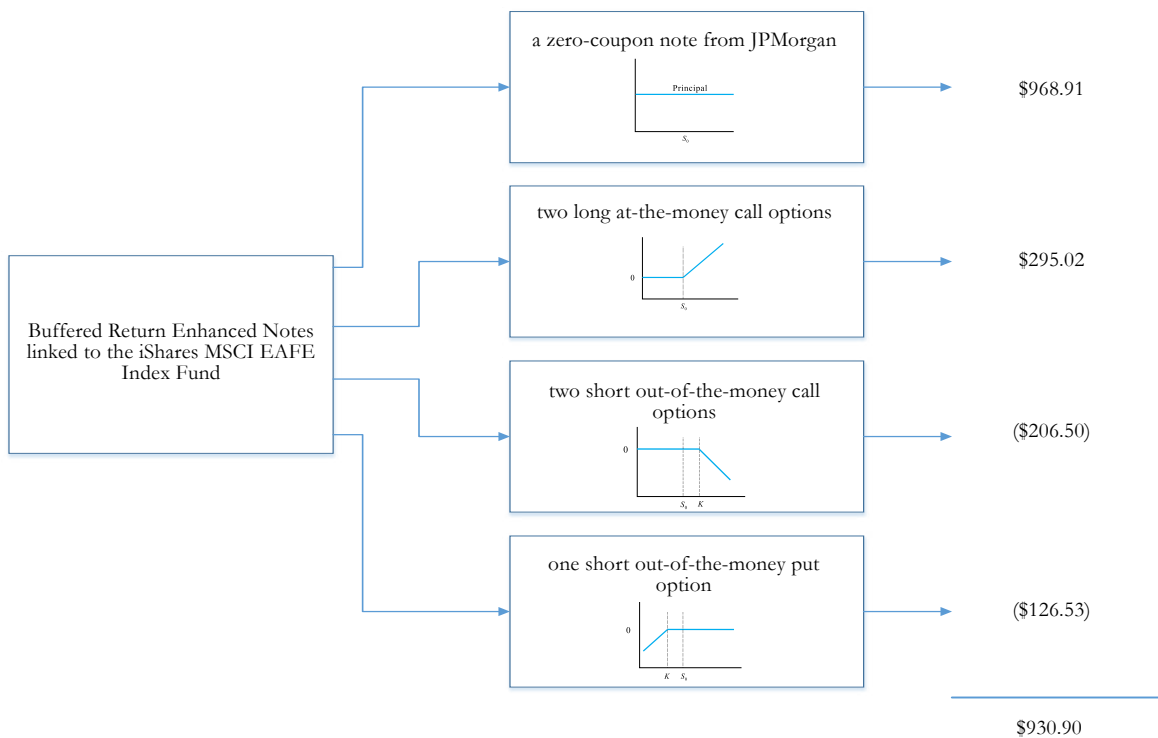 a zero-coupon note from JPMorgan
Principal
S0
$968.91
two long at-the-money call options
0
S0
$295.02
Buffered Return Enhanced Notes
linked to the iShares MSCI EAFE
Index Fund
two short out-of-the-money call
options
0
S0 K
($206.50)
one short out-of-the-money put
option
0
K S0
($126.53)
$930.90